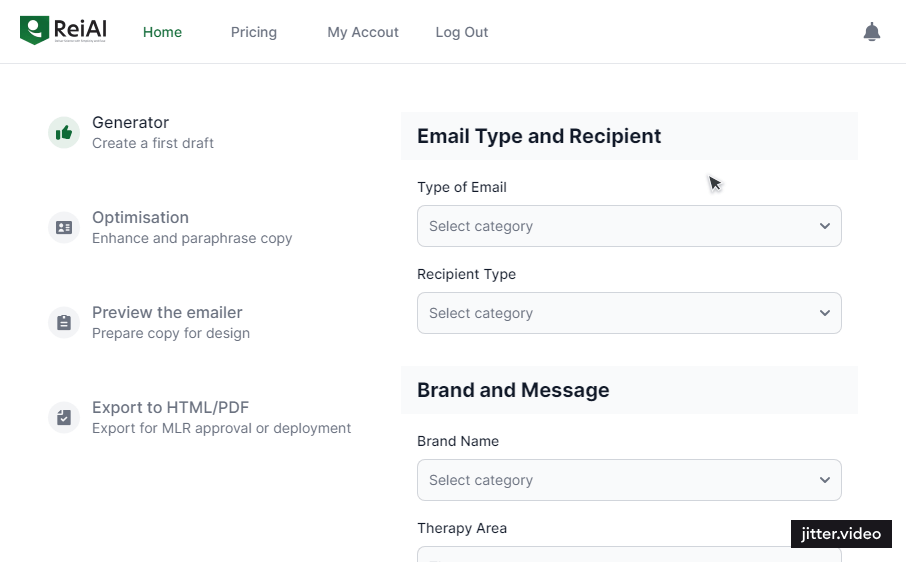 ReiAI
Home
Pricing
My Accout
Log Out
Generator
Create a first draft
Optimisation
Enhance and paraphrase copy
Preview the emailer
Prepare copy for design
Export to HTML/PDF
Export for MLR approval or deployment
Email Type and Recipient
Type of Email
Select category
Recipient Type
Select category
Brand and Message
Brand Name
Select category
Therapy Area
jitter.video